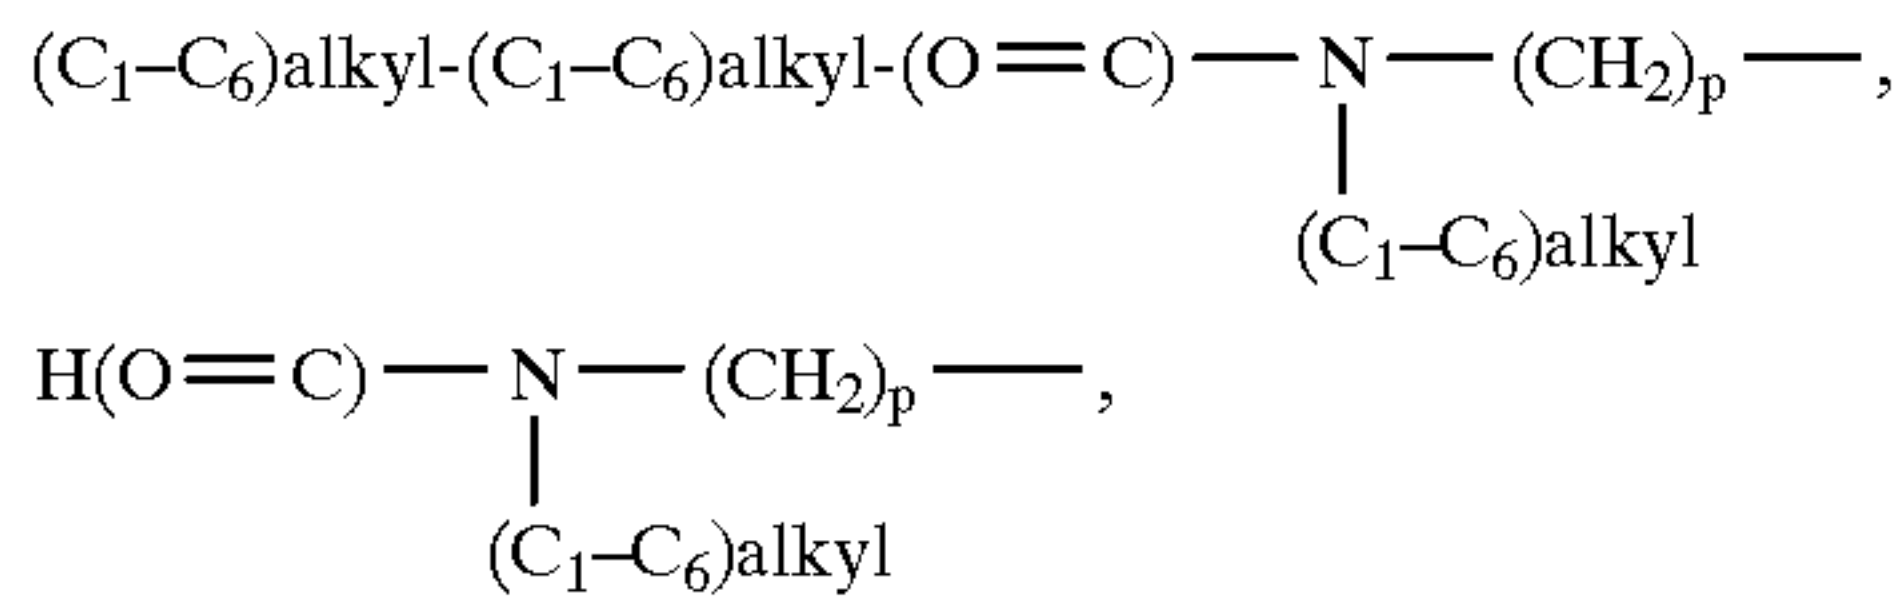 (C₁–C₆)alkyl-(C₁–C₆)alkyl-(O=C)—N—(CH₂)ₚ—,
(C₁–C₆)alkyl
H(O=C)—N—(CH₂)ₚ—,
(C₁–C₆)alkyl